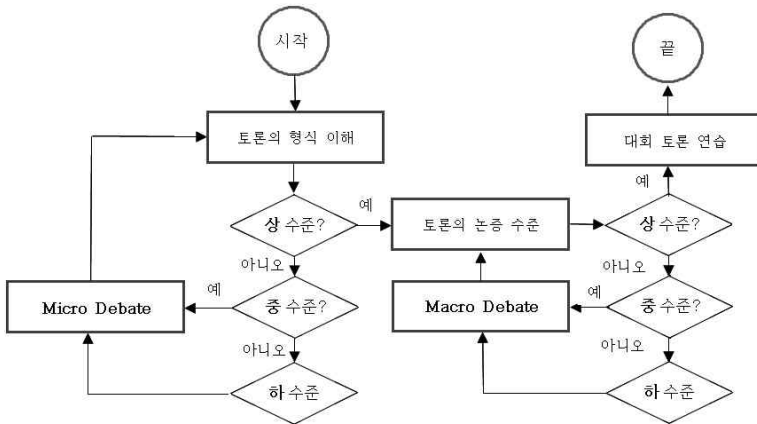 시작
토론의 형식 이해
상 수준?
예
아니오
중 수준?
예
Micro Debate
아니오
하 수준
토론의 논증 수준
상 수준?
예
대회 토론 연습
끝
아니오
중 수준?
예
Macro Debate
아니오
하 수준